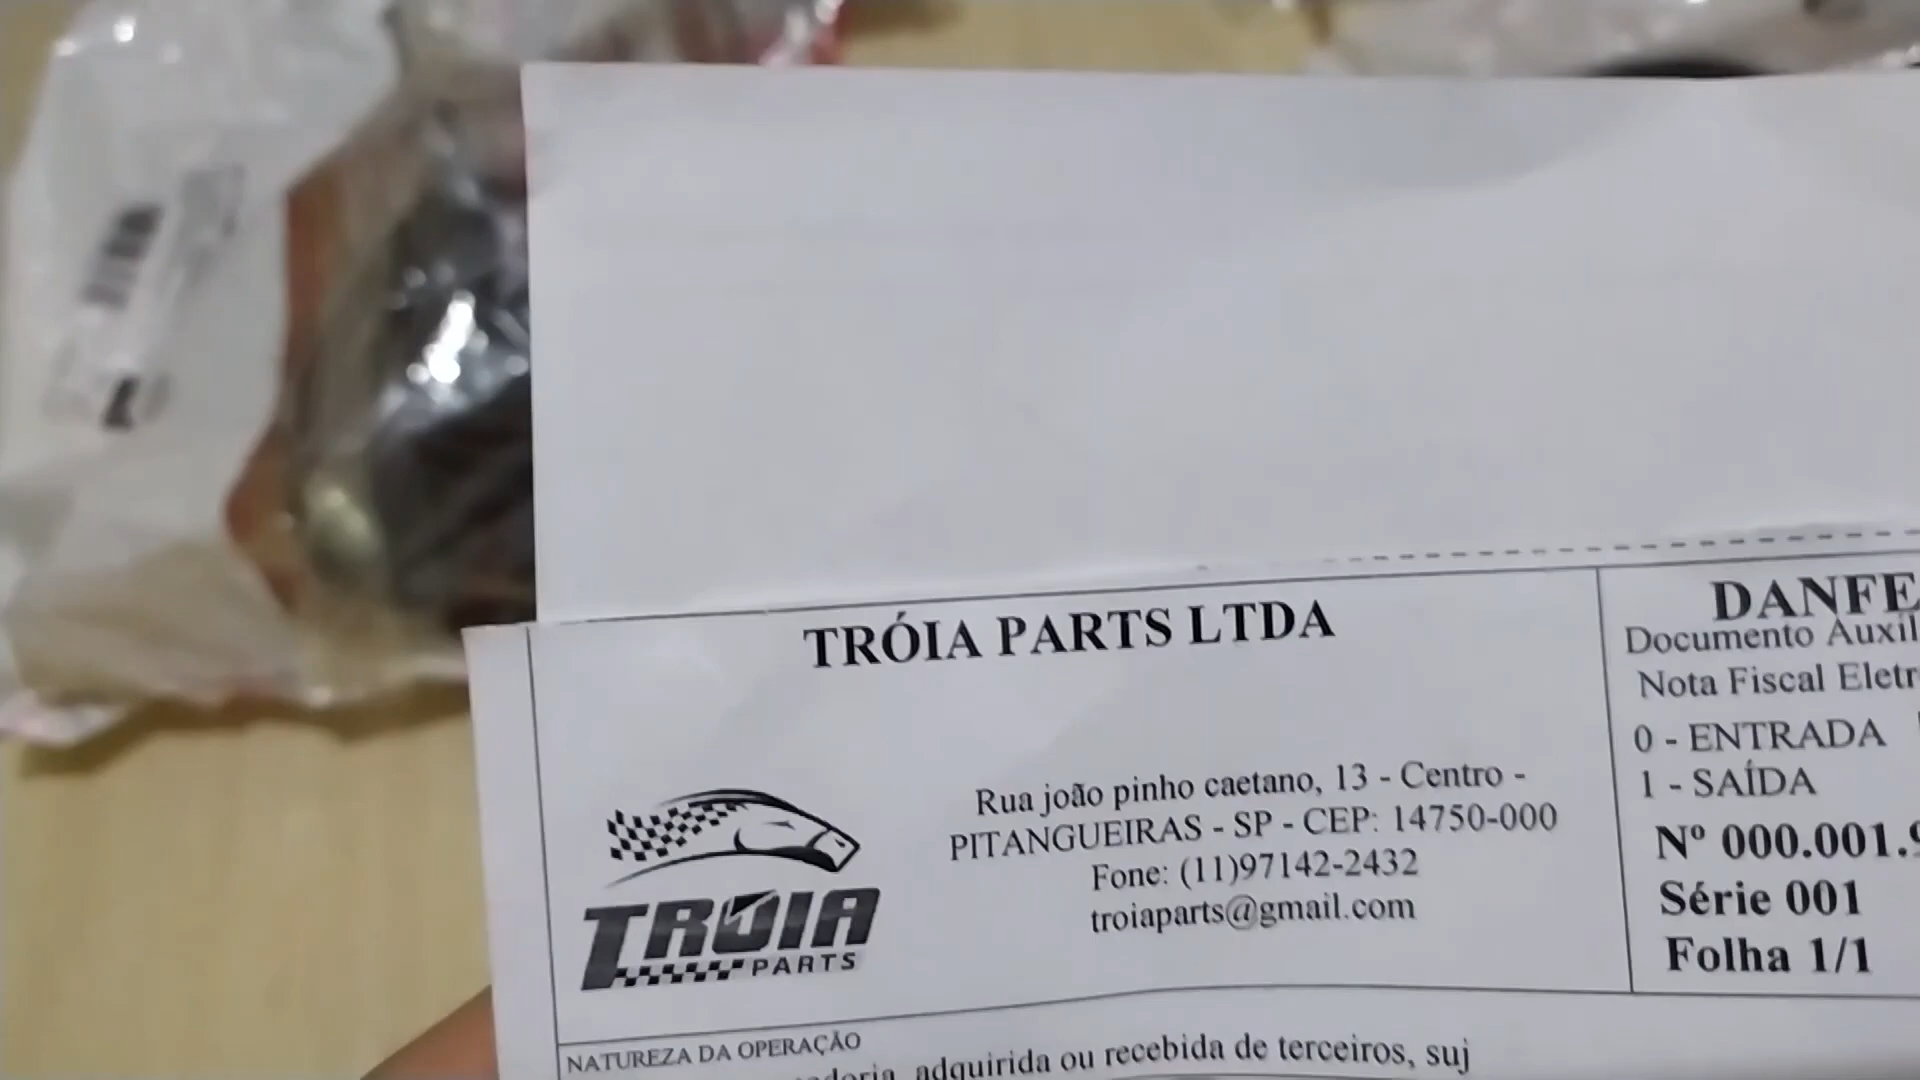 TRÓIA PARTS LTDA
TRÓIA
PARTS
Rua joão pinho caetano, 13 - Centro -
PITANGUEIRAS - SP - CEP: 14750-000
Fone: (11)97142-2432
troiaparts@gmail.com
DANFE
Documento Auxil
Nota Fiscal Eletr
0 - ENTRADA
1 - SAÍDA
Nº 000.001.9
Série 001
Folha 1/1
NATUREZA DA OPERAÇÃO
adquirida ou recebida de terceiros, suj